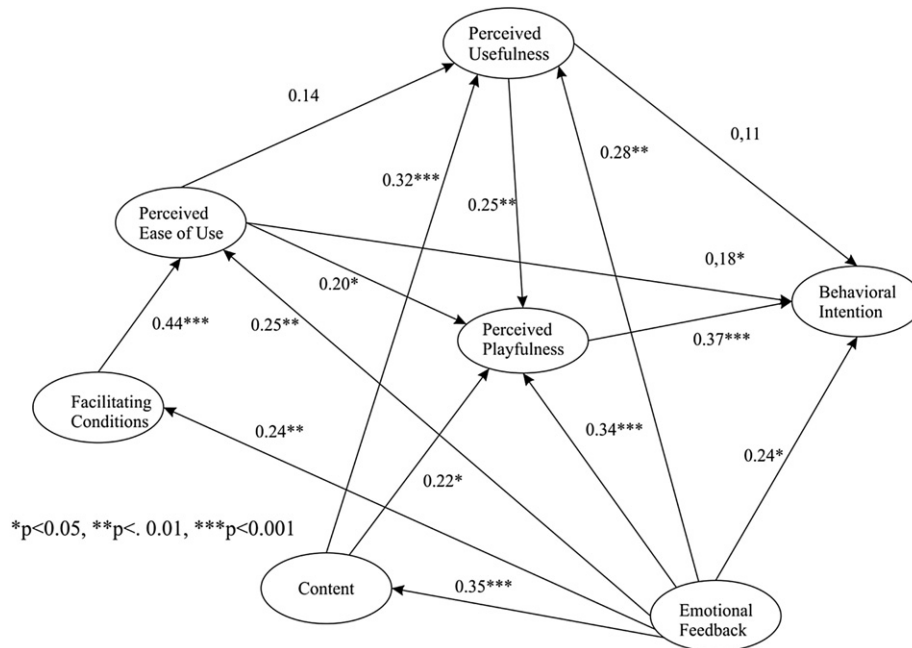 Perceived
Usefulness
0.14
0,11
0.28**
0.32***
0.25**
Perceived
Ease of Use
0,18*
0.20*
Behavioral
Intention
0.44***
0.25**
Perceived
Playfulness
0.37***
Facilitating
Conditions
0.24**
0.34***
0.24*
0.22*
*p<0.05, **p<. 0.01, ***p<0.001
Content
0.35***
Emotional
Feedback